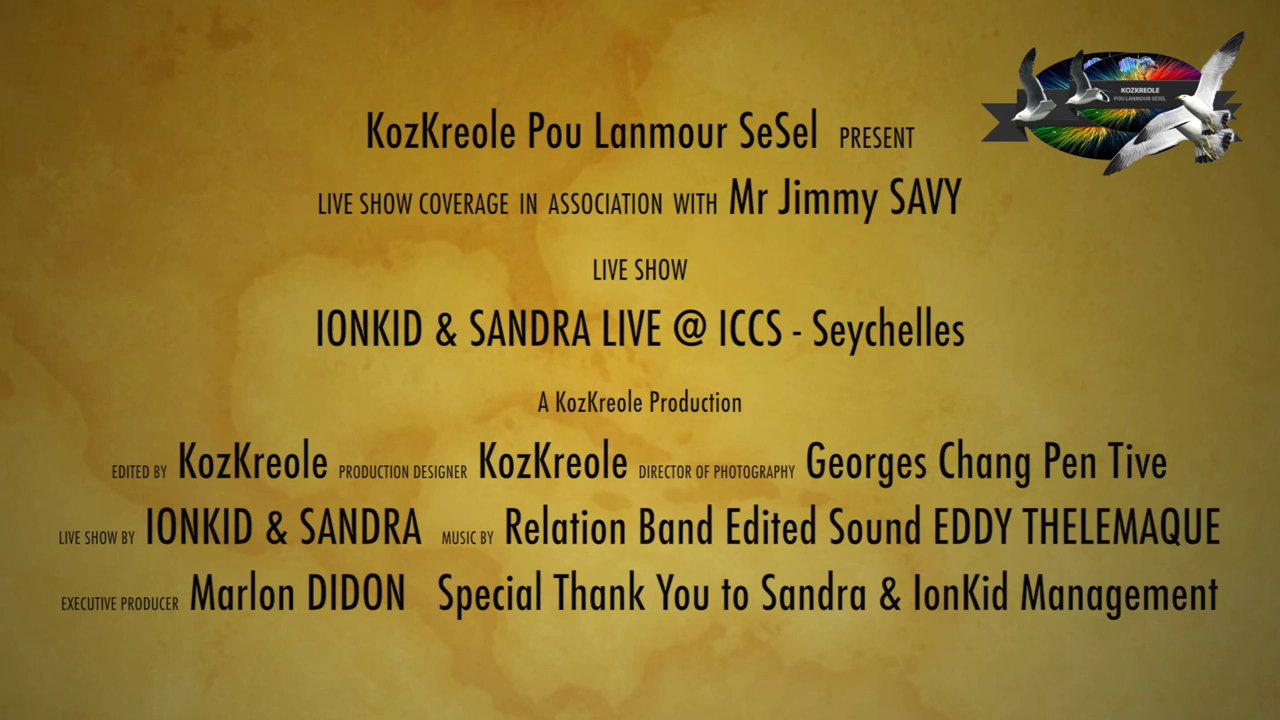 KOZKREOLE
POU LANMOUR SESEL
KozKreole Pou Lanmour SeSel PRESENT
LIVE SHOW COVERAGE IN ASSOCIATION WITH Mr Jimmy SAVY
LIVE SHOW
IONKID & SANDRA LIVE @ ICCS - Seychelles
A KozKreole Production
EDITED BY KozKreole PRODUCTION DESIGNER KozKreole DIRECTOR OF PHOTOGRAPHY Georges Chang Pen Tive
LIVE SHOW BY IONKID & SANDRA MUSIC BY Relation Band Edited Sound EDDY THELEMAQUE
EXECUTIVE PRODUCER Marlon DIDON Special Thank You to Sandra & IonKid Management